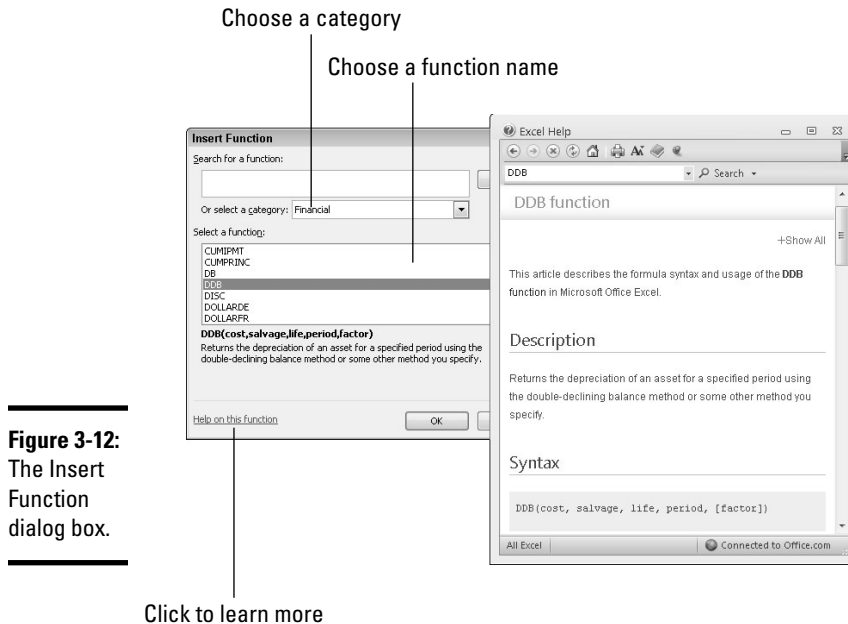 Choose a category
Choose a function name
Insert Function
Search for a function:
Or select a category: Financial
Select a function:
CUMIPMT
CUMPRINC
DB
DDB
DISC
DOLLARDE
DOLLARFR
DDB(cost,salvage,life,period,factor)
Returns the depreciation of an asset for a specified period using the
double-declining balance method or some other method you specify.
Help on this function
OK
Excel Help
DDB
Search
DDB function
+Show All
This article describes the formula syntax and usage of the DDB
function in Microsoft Office Excel.
Description
Returns the depreciation of an asset for a specified period using
the double-declining balance method or some other method you
specify.
Syntax
DDB(cost, salvage, life, period, [factor])
All Excel
Connected to Office.com
Figure 3-12:
The Insert
Function
dialog box.
Click to learn more